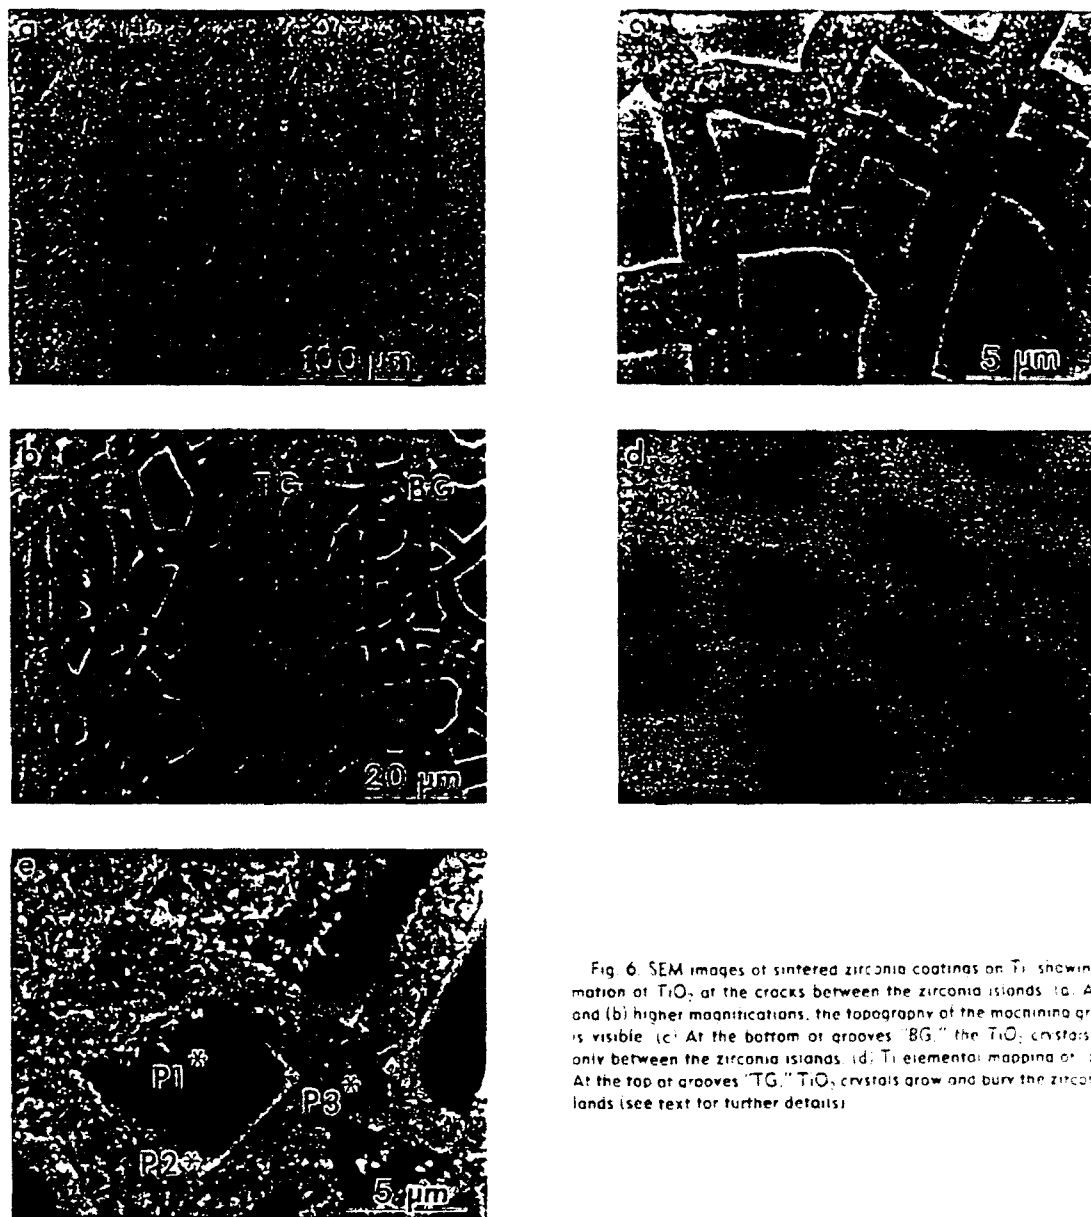 a
100 µm
c
5 µm
b
TG
BG
20 µm
d
e
P1*
P3*
P2*
5 µm
Fig. 6. SEM images of sintered zirconia coatings on Ti showin
mation of TiO₂ at the cracks between the zirconia islands. (a) A
and (b) higher magnifications, the topography of the machining gr
is visible. (c) At the bottom of grooves "BG," the TiO₂ crystals
only between the zirconia islands. (d) Ti elemental mapping of
At the top of grooves "TG," TiO₂ crystals grow and bury the zirco
lands (see text for further details)